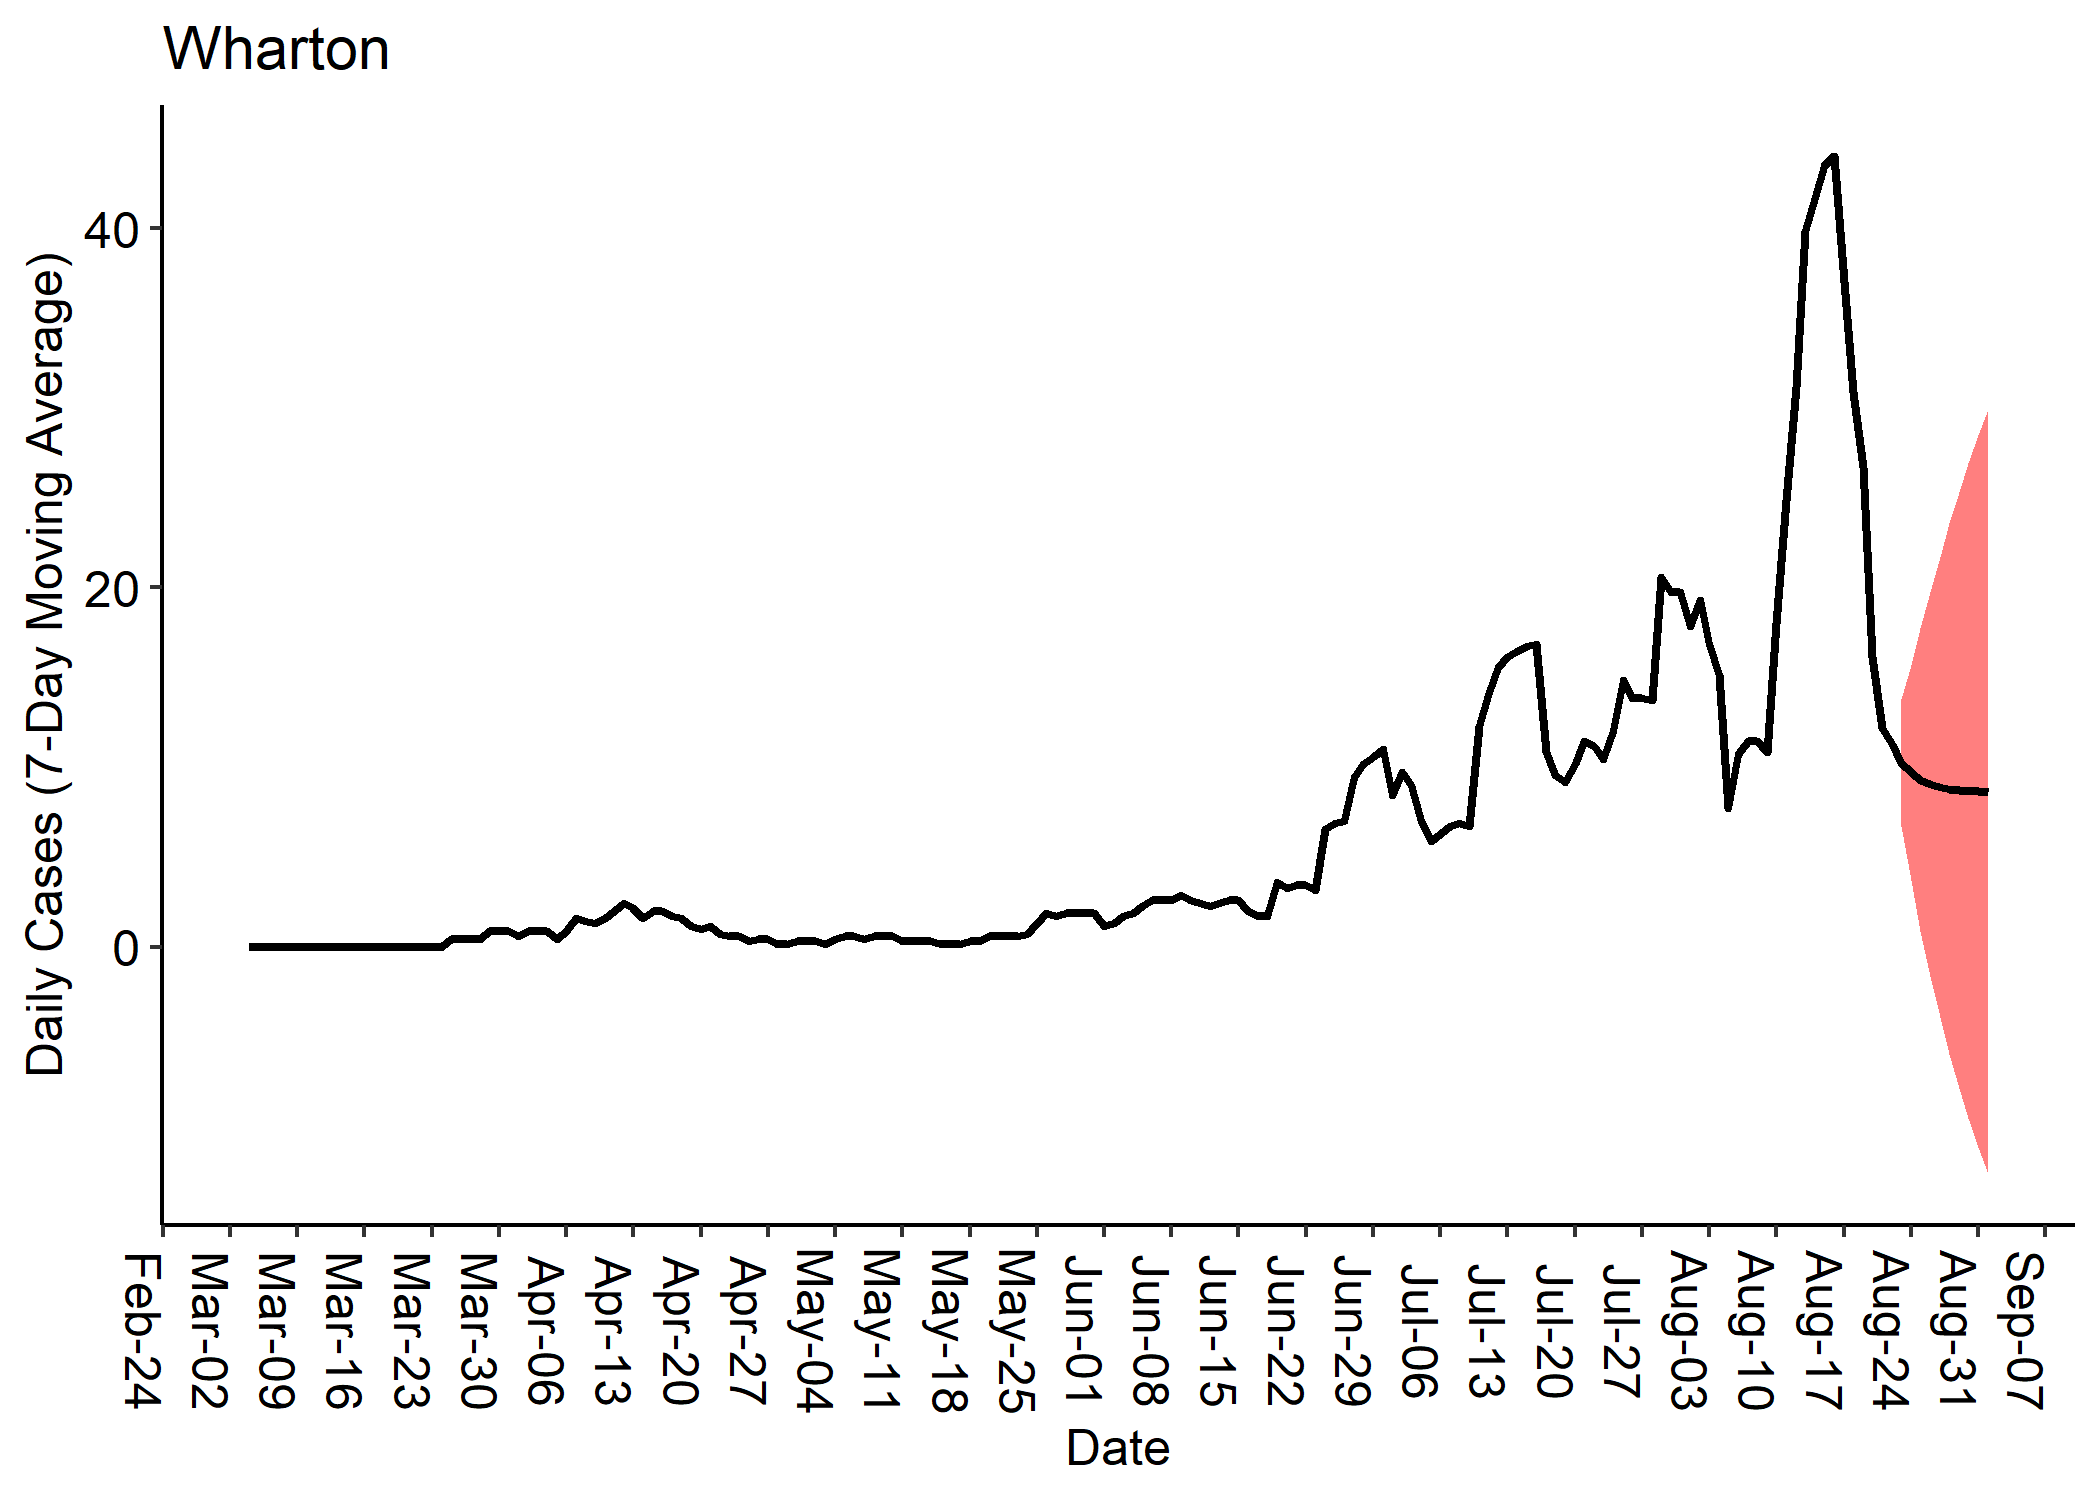 Wharton
Daily Cases (7-Day Moving Average)
40
20
0
Feb-24
Mar-02
Mar-09
Mar-16
Mar-23
Mar-30
Apr-06
Apr-13
Apr-20
Apr-27
May-04
May-11
May-18
May-25
Jun-01
Jun-08
Jun-15
Jun-22
Jun-29
Jul-06
Jul-13
Jul-20
Jul-27
Aug-03
Aug-10
Aug-17
Aug-24
Aug-31
Sep-07
Date